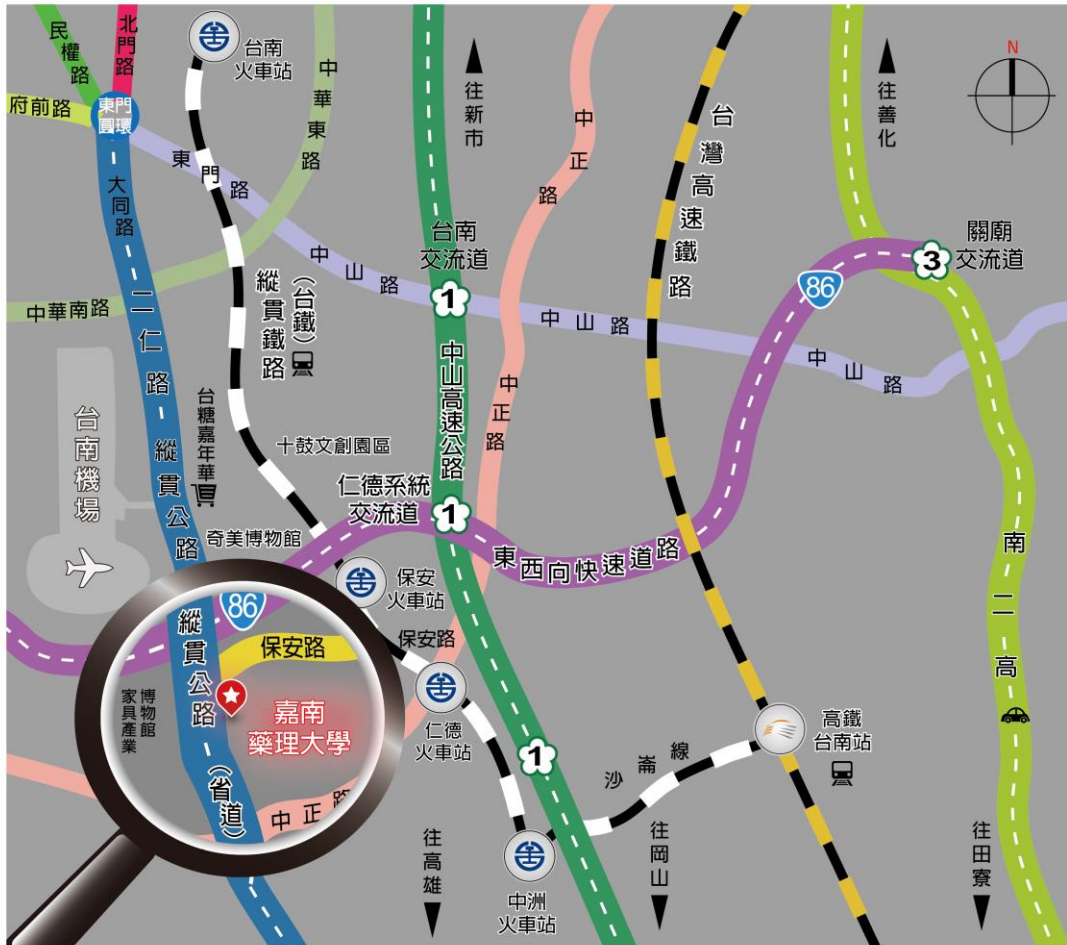 民權路
北門路
府前路
東門
圓環
台南
火車站
中華東路
往新市
中正路
台灣高速鐵路
往善化
N
大同路
東門路
中山路
台南
交流道
1
關廟
交流道
3
86
中華南路
二仁路
縱貫鐵路
(台鐵)
中山高速公路
中山路
中山路
中正路
台南機場
縱貫公路
台糖嘉年華
十鼓文創園區
仁德系統
交流道
1
奇美博物館
東西向快速道路
南二高
保安
火車站
86
保安路
保安路
縱貫公路
(省道)
家具產業
博物館
嘉南
藥理大學
中正路
仁德
火車站
1
沙崙線
高鐵
台南站
中洲
火車站
往高雄
往岡山
往田寮